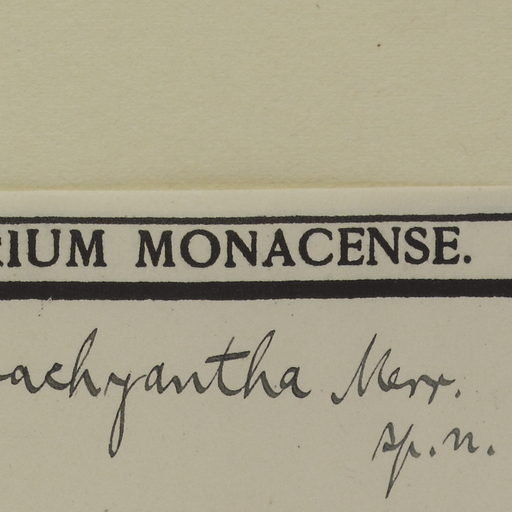 RIUM MONACENSE.
achyantha Merr.
sp. n.